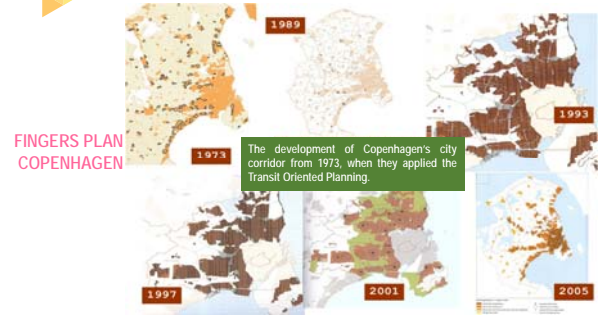 1989
1993
FINGERS PLAN
COPENHAGEN
1973
The development of Copenhagen's city
corridor from 1973, when they applied the
Transit Oriented Planning.
1997
2001
2005